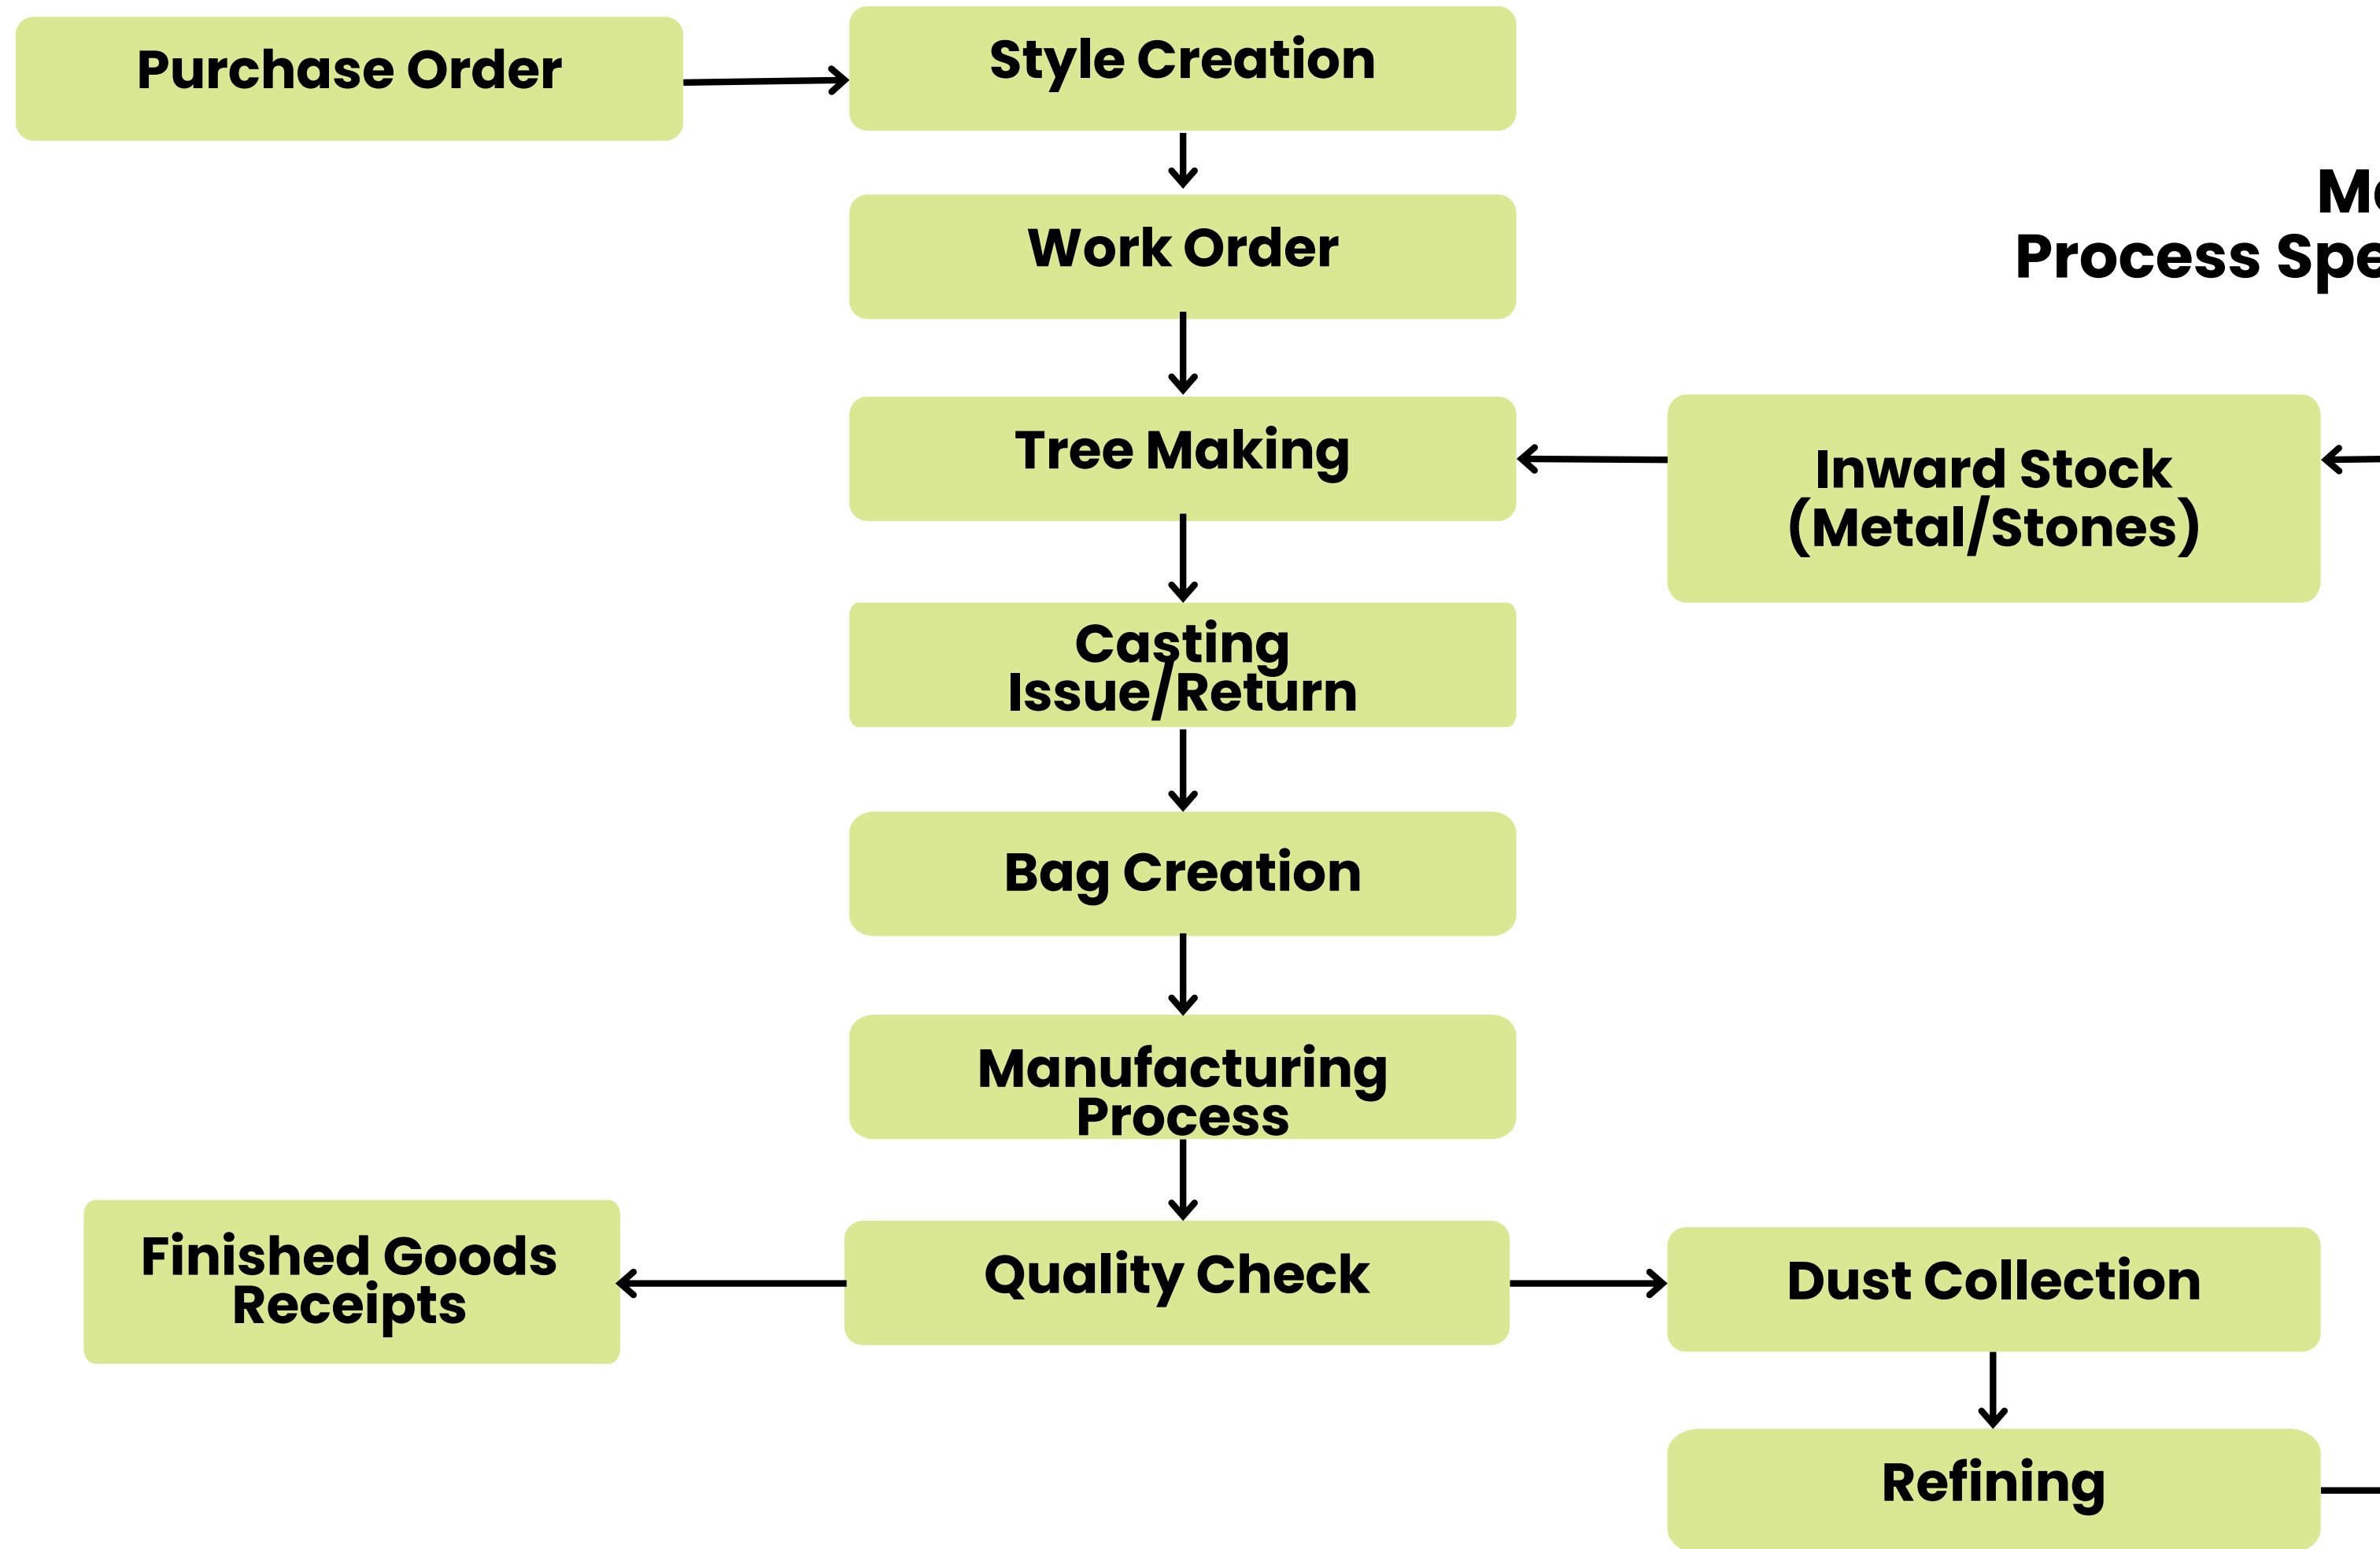 Purchase Order
Style Creation
Work Order
Process
Tree Making
Inward Stock
(Metal/Stones)
Casting
Issue/Return
Bag Creation
Manufacturing
Process
Finished Goods
Receipts
Quality Check
Dust Collection
Refining